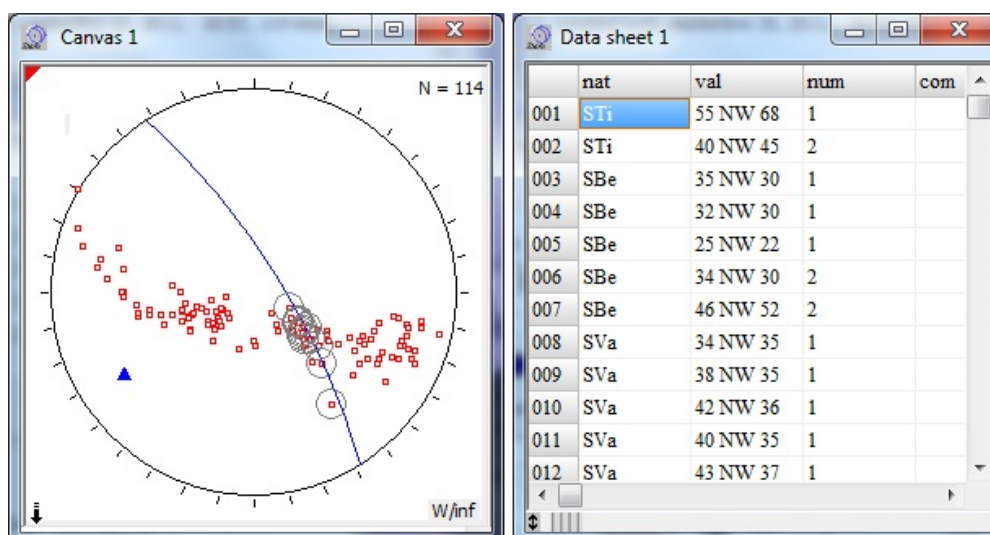 Canvas 1
N = 114
W/inf
Data sheet 1
nat val num com
001 STi 55 NW 68 1
002 STi 40 NW 45 2
003 SBe 35 NW 30 1
004 SBe 32 NW 30 1
005 SBe 25 NW 22 1
006 SBe 34 NW 30 2
007 SBe 46 NW 52 2
008 SVa 34 NW 35 1
009 SVa 38 NW 35 1
010 SVa 42 NW 36 1
011 SVa 40 NW 35 1
012 SVa 43 NW 37 1